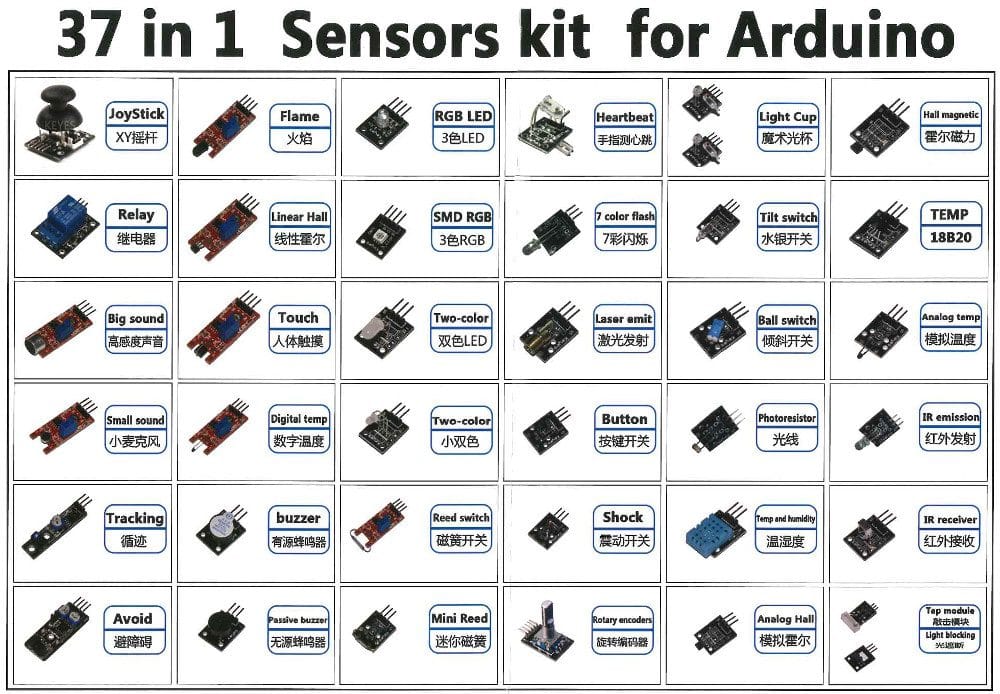 37 in 1 Sensors kit for Arduino
JoyStick
XY摇杆
Flame
火焰
RGB LED
3色LED
Heartbeat
手指测心跳
Light Cup
魔术光杯
Hall magnetic
霍尔磁力
Relay
继电器
Linear Hall
线性霍尔
SMD RGB
3色RGB
7 color flash
7彩闪烁
Tilt switch
水银开关
TEMP
18B20
Big sound
高感度声音
Touch
人体触摸
Two-color
双色LED
Laser emit
激光发射
Ball switch
倾斜开关
Analog temp
模拟温度
Small sound
小麦克风
Digital temp
数字温度
Two-color
小双色
Button
按键开关
Photoresistor
光线
IR emission
红外发射
Tracking
循迹
buzzer
有源蜂鸣器
Reed switch
磁簧开关
Shock
震动开关
Temp and humidity
温湿度
IR receiver
红外接收
Avoid
避障碍
Passive buzzer
无源蜂鸣器
Mini Reed
迷你磁簧
Rotary encoders
旋转编码器
Analog Hall
模拟霍尔
Tap module
敲击模块
Light blocking
光遮断